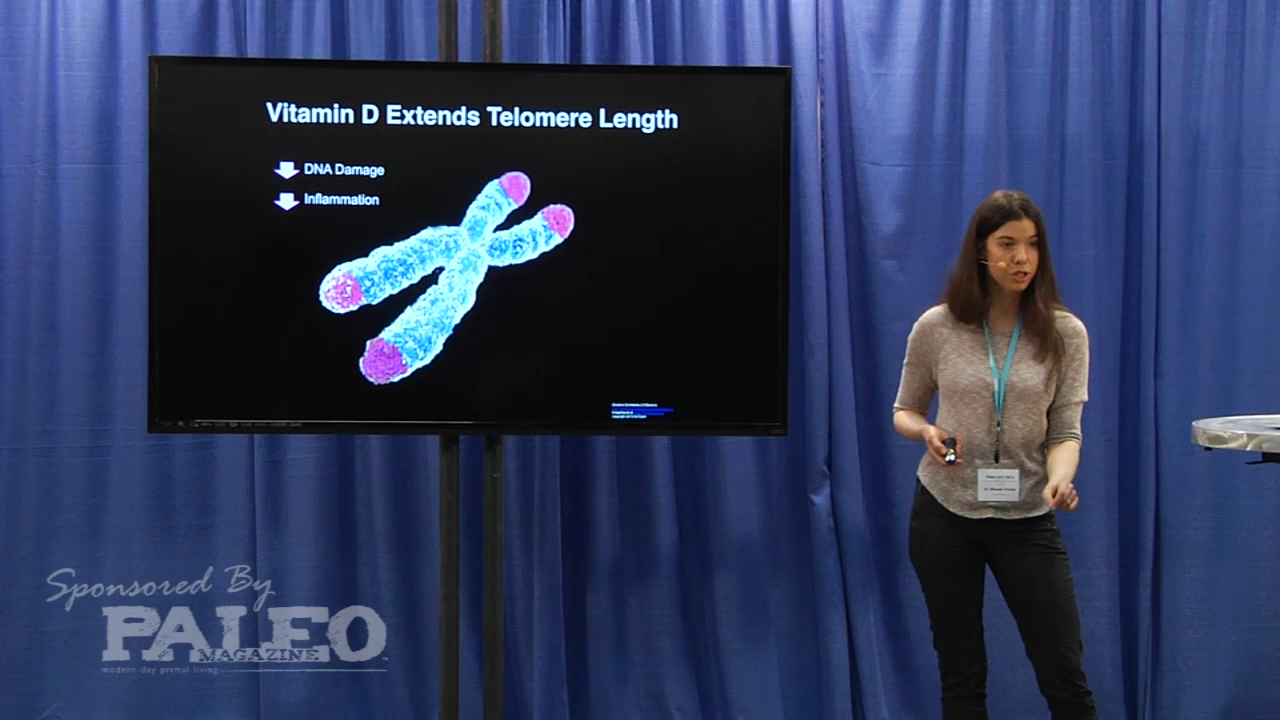 Vitamin D Extends Telomere Length
DNA Damage
Inflammation
Sponsored By
PALEO
MAGAZINE
modern day primal living